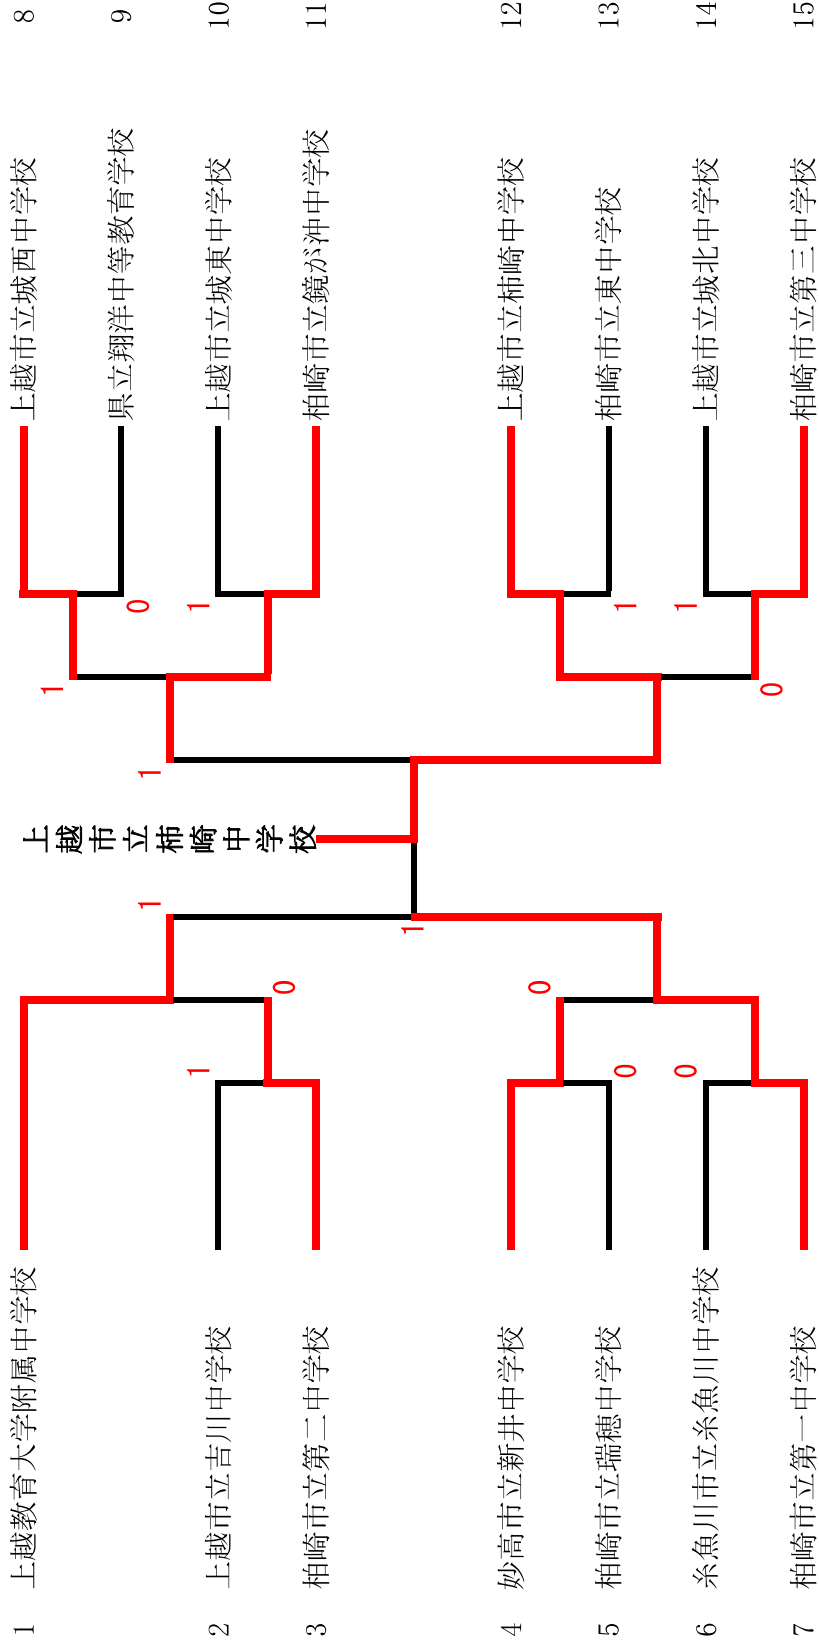 1 上越教育大学附属中学校
2 上越市立吉川中学校
3 柏崎市立第二中学校
4 妙高市立新井中学校
5 柏崎市立瑞穂中学校
6 糸魚川市立糸魚川中学校
7 柏崎市立第一中学校
1
0
1
0
0
0
1
上越市立柿崎中学校
1
1
0
0
1
1
1
上越市立城西中学校 8
県立翔洋中等教育学校 9
上越市立城東中学校 10
柏崎市立鏡が沖中学校 11
上越市立柿崎中学校 12
柏崎市立東中学校 13
上越市立城北中学校 14
柏崎市立第三中学校 15